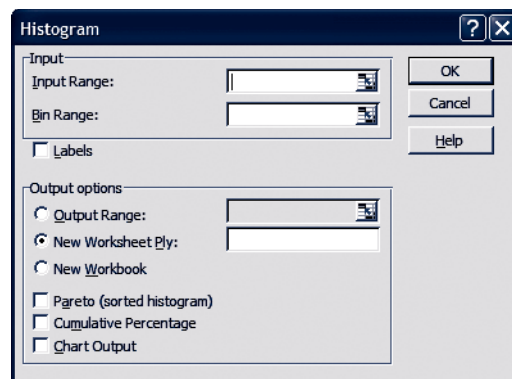 Histogram
Input
Input Range:
Bin Range:
Labels
OK
Cancel
Help
Output options
Output Range:
New Worksheet Ply:
New Workbook
Pareto (sorted histogram)
Cumulative Percentage
Chart Output